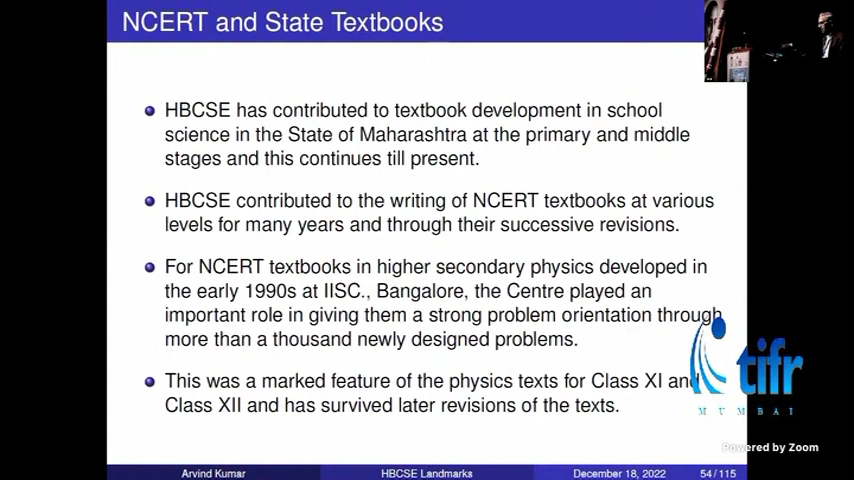 NCERT and State Textbooks
HBCSE has contributed to textbook development in school
science in the State of Maharashtra at the primary and middle
stages and this continues till present.
HBCSE contributed to the writing of NCERT textbooks at various
levels for many years and through their successive revisions.
For NCERT textbooks in higher secondary physics developed in
the early 1990s at IISC., Bangalore, the Centre played an
important role in giving them a strong problem orientation through
more than a thousand newly designed problems.
This was a marked feature of the physics texts for Class XI and
Class XII and has survived later revisions of the texts.
tifr
MUMBAI
Powered by Zoom
Arvind Kumar HBCSE Landmarks December 18, 2022 54 / 115